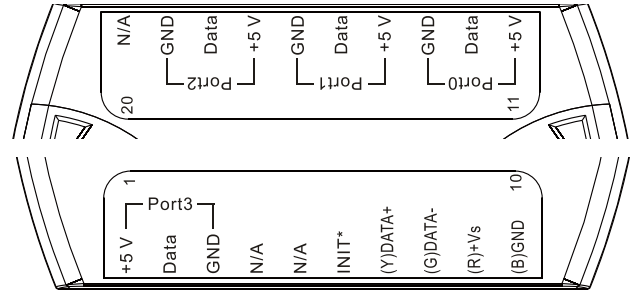 N/A
GND
Data
+5 V
GND
Data
+5 V
GND
Data
+5 V
Port2
Port1
Port0
20
11
1
10
Port3
+5 V
Data
GND
N/A
N/A
INIT*
(Y)DATA+
(G)DATA-
(R)+Vs
(B)GND